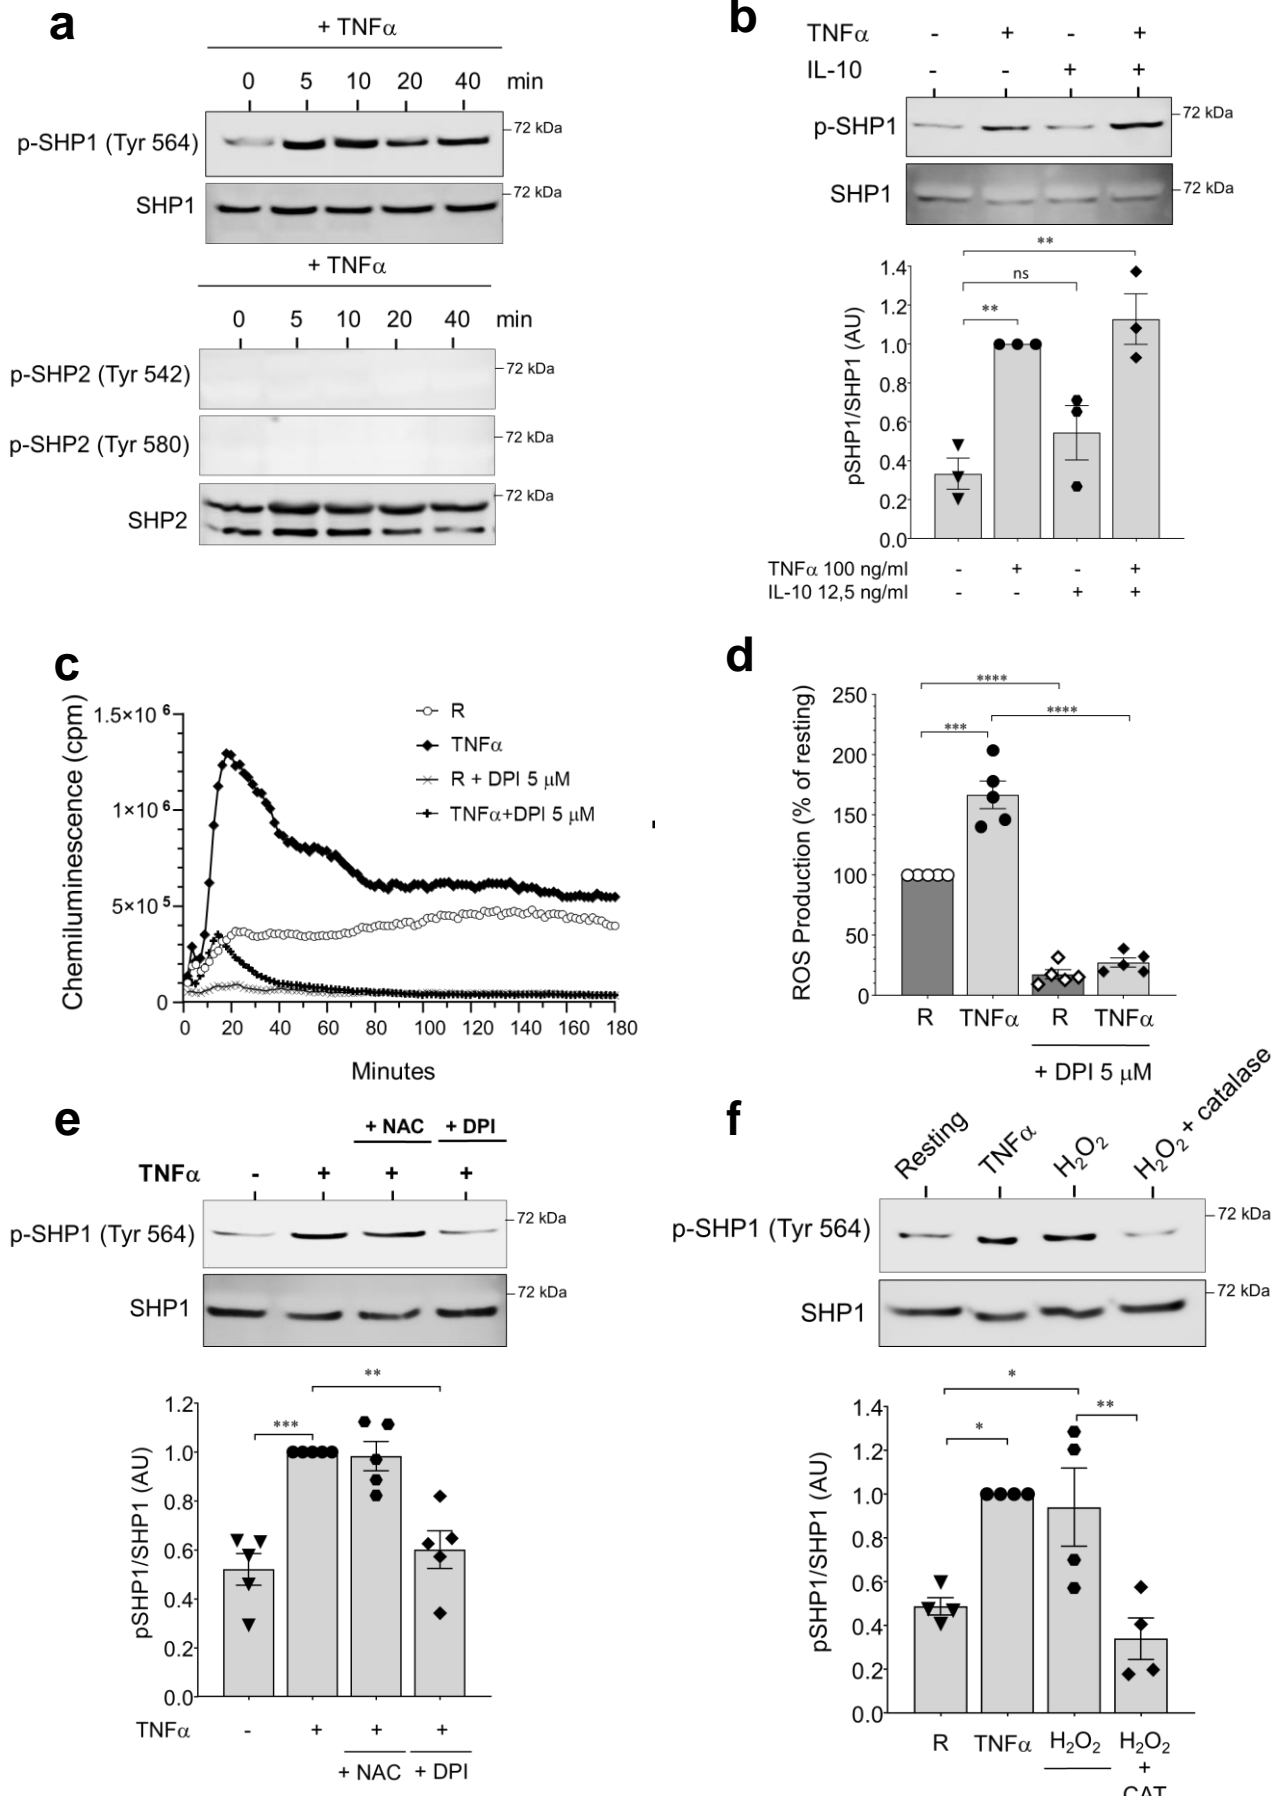 a
+ TNFα
0 5 10 20 40 min
p-SHP1 (Tyr 564)
72 kDa
SHP1
72 kDa
+ TNFα
0 5 10 20 40 min
p-SHP2 (Tyr 542)
72 kDa
p-SHP2 (Tyr 580)
72 kDa
SHP2
72 kDa
b
TNFα - + - +
IL-10 - - + +
p-SHP1
72 kDa
SHP1
72 kDa
**
ns
**
pSHP1/SHP1 (AU)
1.4
1.2
1.0
0.8
0.6
0.4
0.2
0.0
TNFα 100 ng/ml - + - +
IL-10 12,5 ng/ml - - + +
c
Chemiluminescence (cpm)
1.5×10 6
1×10 6
5×10 5
0
R
TNFα
R + DPI 5 μM
TNFα+DPI 5 μM
0 20 40 60 80 100 120 140 160 180
Minutes
d
ROS Production (% of resting)
250
200
150
100
50
0
****
****
***
R TNFα R TNFα
+ DPI 5 μM
e
+ NAC + DPI
TNFα - + + +
p-SHP1 (Tyr 564)
72 kDa
SHP1
72 kDa
**
***
pSHP1/SHP1 (AU)
1.2
1.0
0.8
0.6
0.4
0.2
0.0
TNFα - + + +
+ NAC + DPI
f
Resting TNFα H2O2 H2O2 + catalase
p-SHP1 (Tyr 564)
72 kDa
SHP1
72 kDa
*
**
*
pSHP1/SHP1 (AU)
1.4
1.2
1.0
0.8
0.6
0.4
0.2
0.0
R TNFα H2O2 H2O2
+
CAT